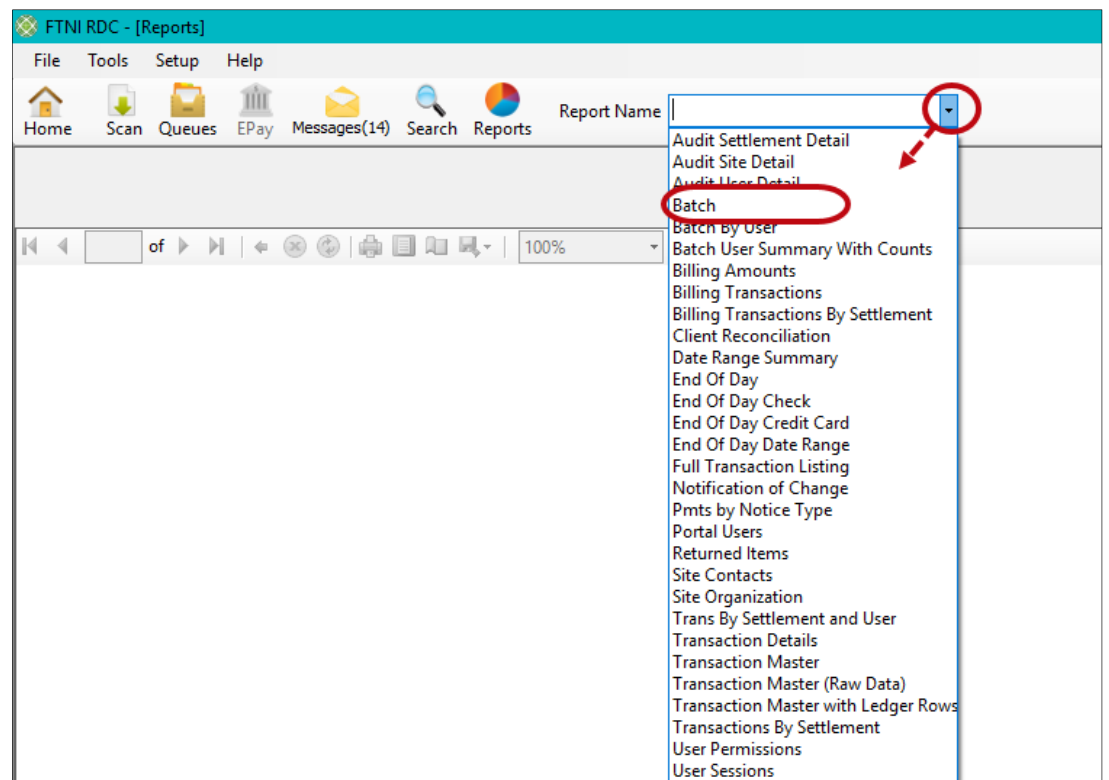 FTNI RDC - [Reports]
File Tools Setup Help
Home Scan Queues EPay Messages(14) Search Reports Report Name
Audit Settlement Detail
Audit Site Detail
Audit User Detail
Batch
Batch By User
of 100%
Batch User Summary With Counts
Billing Amounts
Billing Transactions
Billing Transactions By Settlement
Client Reconciliation
Date Range Summary
End Of Day
End Of Day Check
End Of Day Credit Card
End Of Day Date Range
Full Transaction Listing
Notification of Change
Pmts by Notice Type
Portal Users
Returned Items
Site Contacts
Site Organization
Trans By Settlement and User
Transaction Details
Transaction Master
Transaction Master (Raw Data)
Transaction Master with Ledger Rows
Transactions By Settlement
User Permissions
User Sessions